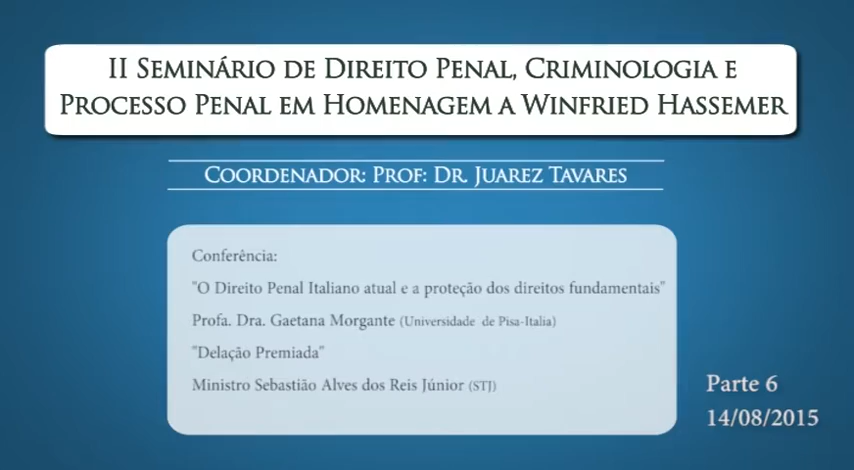 II Seminário de Direito Penal, Criminologia e
Processo Penal em Homenagem a Winfried Hassemer
Coordenador: Prof: Dr. Juarez Tavares
Conferência:
"O Direito Penal Italiano atual e a proteção dos direitos fundamentais"
Profa. Dra. Gaetana Morgante (Universidade de Pisa-Italia)
"Delação Premiada"
Ministro Sebastião Alves dos Reis Júnior (STJ)
Parte 6
14/08/2015